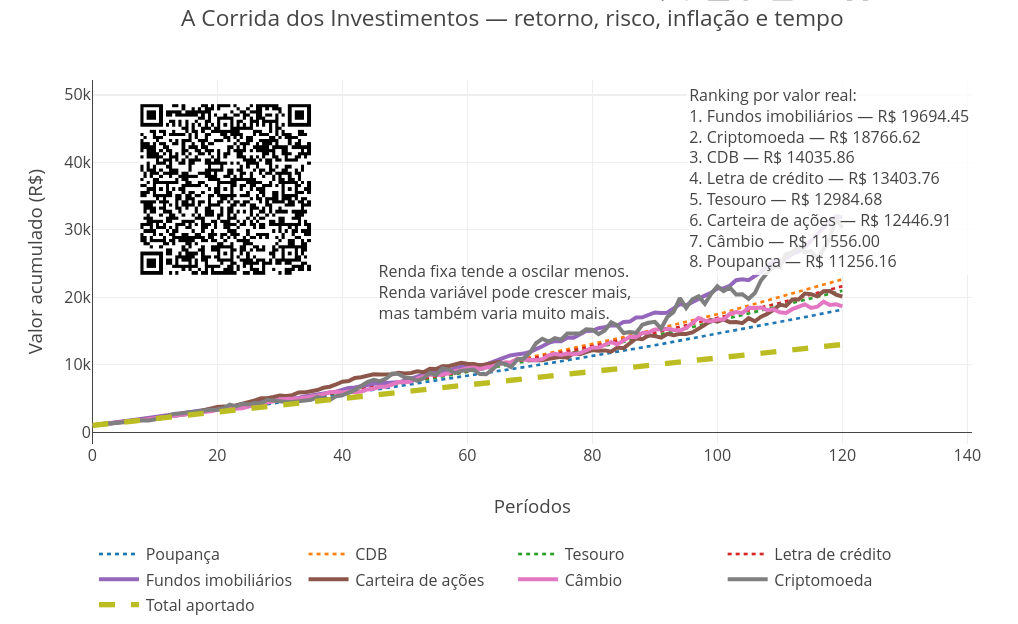 A Corrida dos Investimentos — retorno, risco, inflação e tempo
Valor acumulado (R$)
50k
40k
30k
20k
10k
0
Ranking por valor real:
1. Fundos imobiliários — R$ 19694.45
2. Criptomoeda — R$ 18766.62
3. CDB — R$ 14035.86
4. Letra de crédito — R$ 13403.76
5. Tesouro — R$ 12984.68
6. Carteira de ações — R$ 12446.91
7. Câmbio — R$ 11556.00
8. Poupança — R$ 11256.16
Renda fixa tende a oscilar menos.
Renda variável pode crescer mais,
mas também varia muito mais.
0 20 40 60 80 100 120 140
Períodos
Poupança CDB Tesouro Letra de crédito
Fundos imobiliários Carteira de ações Câmbio Criptomoeda
Total aportado